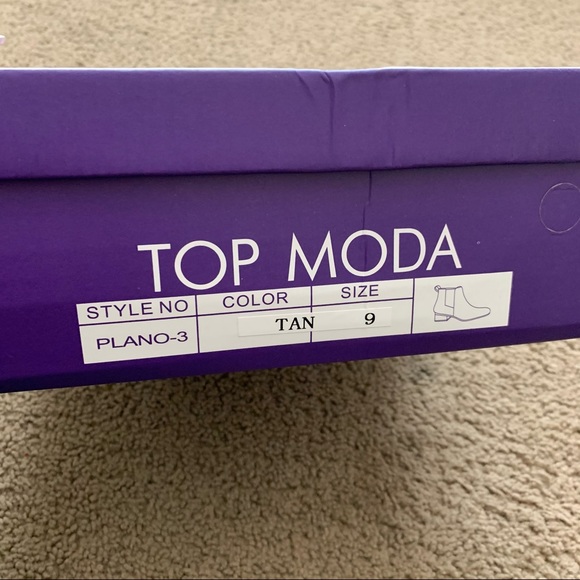 TOP MODA
STYLE NO COLOR SIZE
PLANO-3 TAN 9